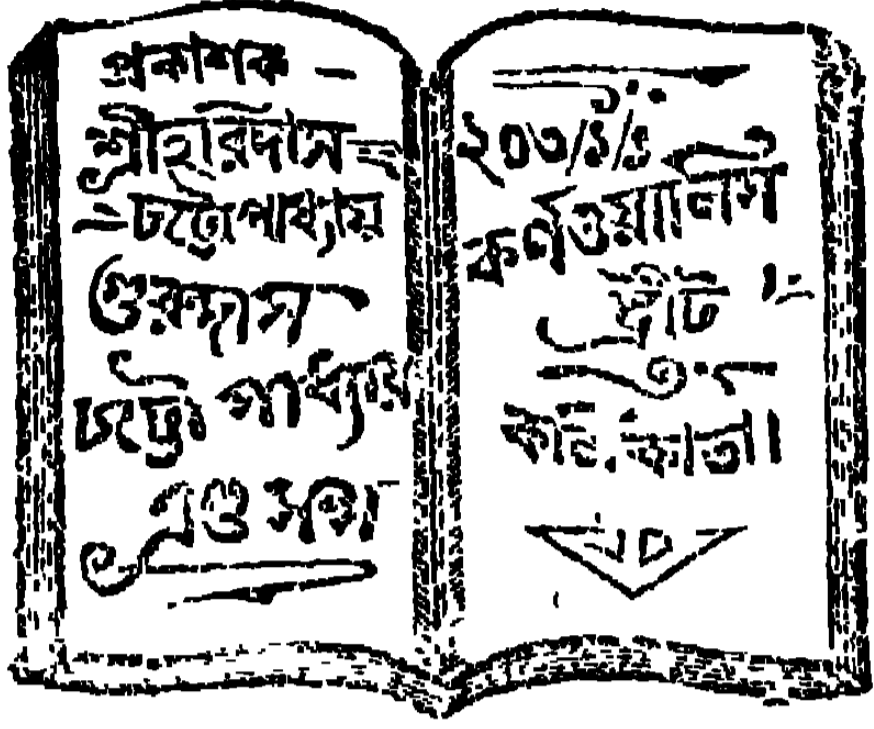 প্রকাশক —
শ্রীহরিদাস
চট্টোপাধ্যায়
গুরুদাস
চট্টোপাধ্যায়
এণ্ড সন্স
২০৩/১/১
কর্ণওয়ালিস
ষ্ট্রীট
কলিকাতা।